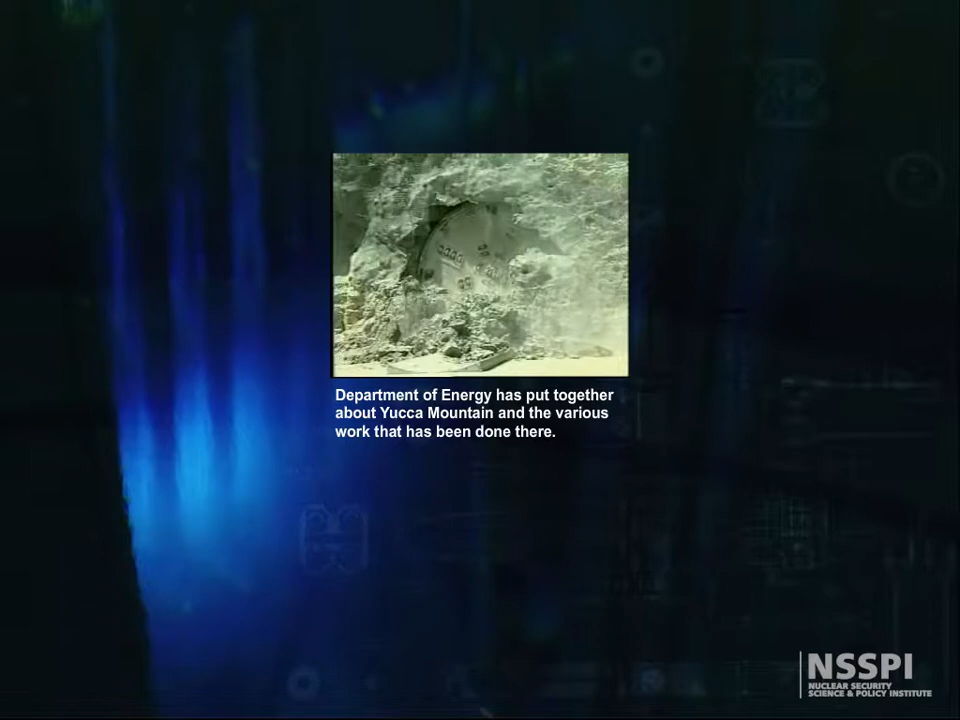 Department of Energy has put together
about Yucca Mountain and the various
work that has been done there.
NSSPI
NUCLEAR SECURITY
SCIENCE & POLICY INSTITUTE